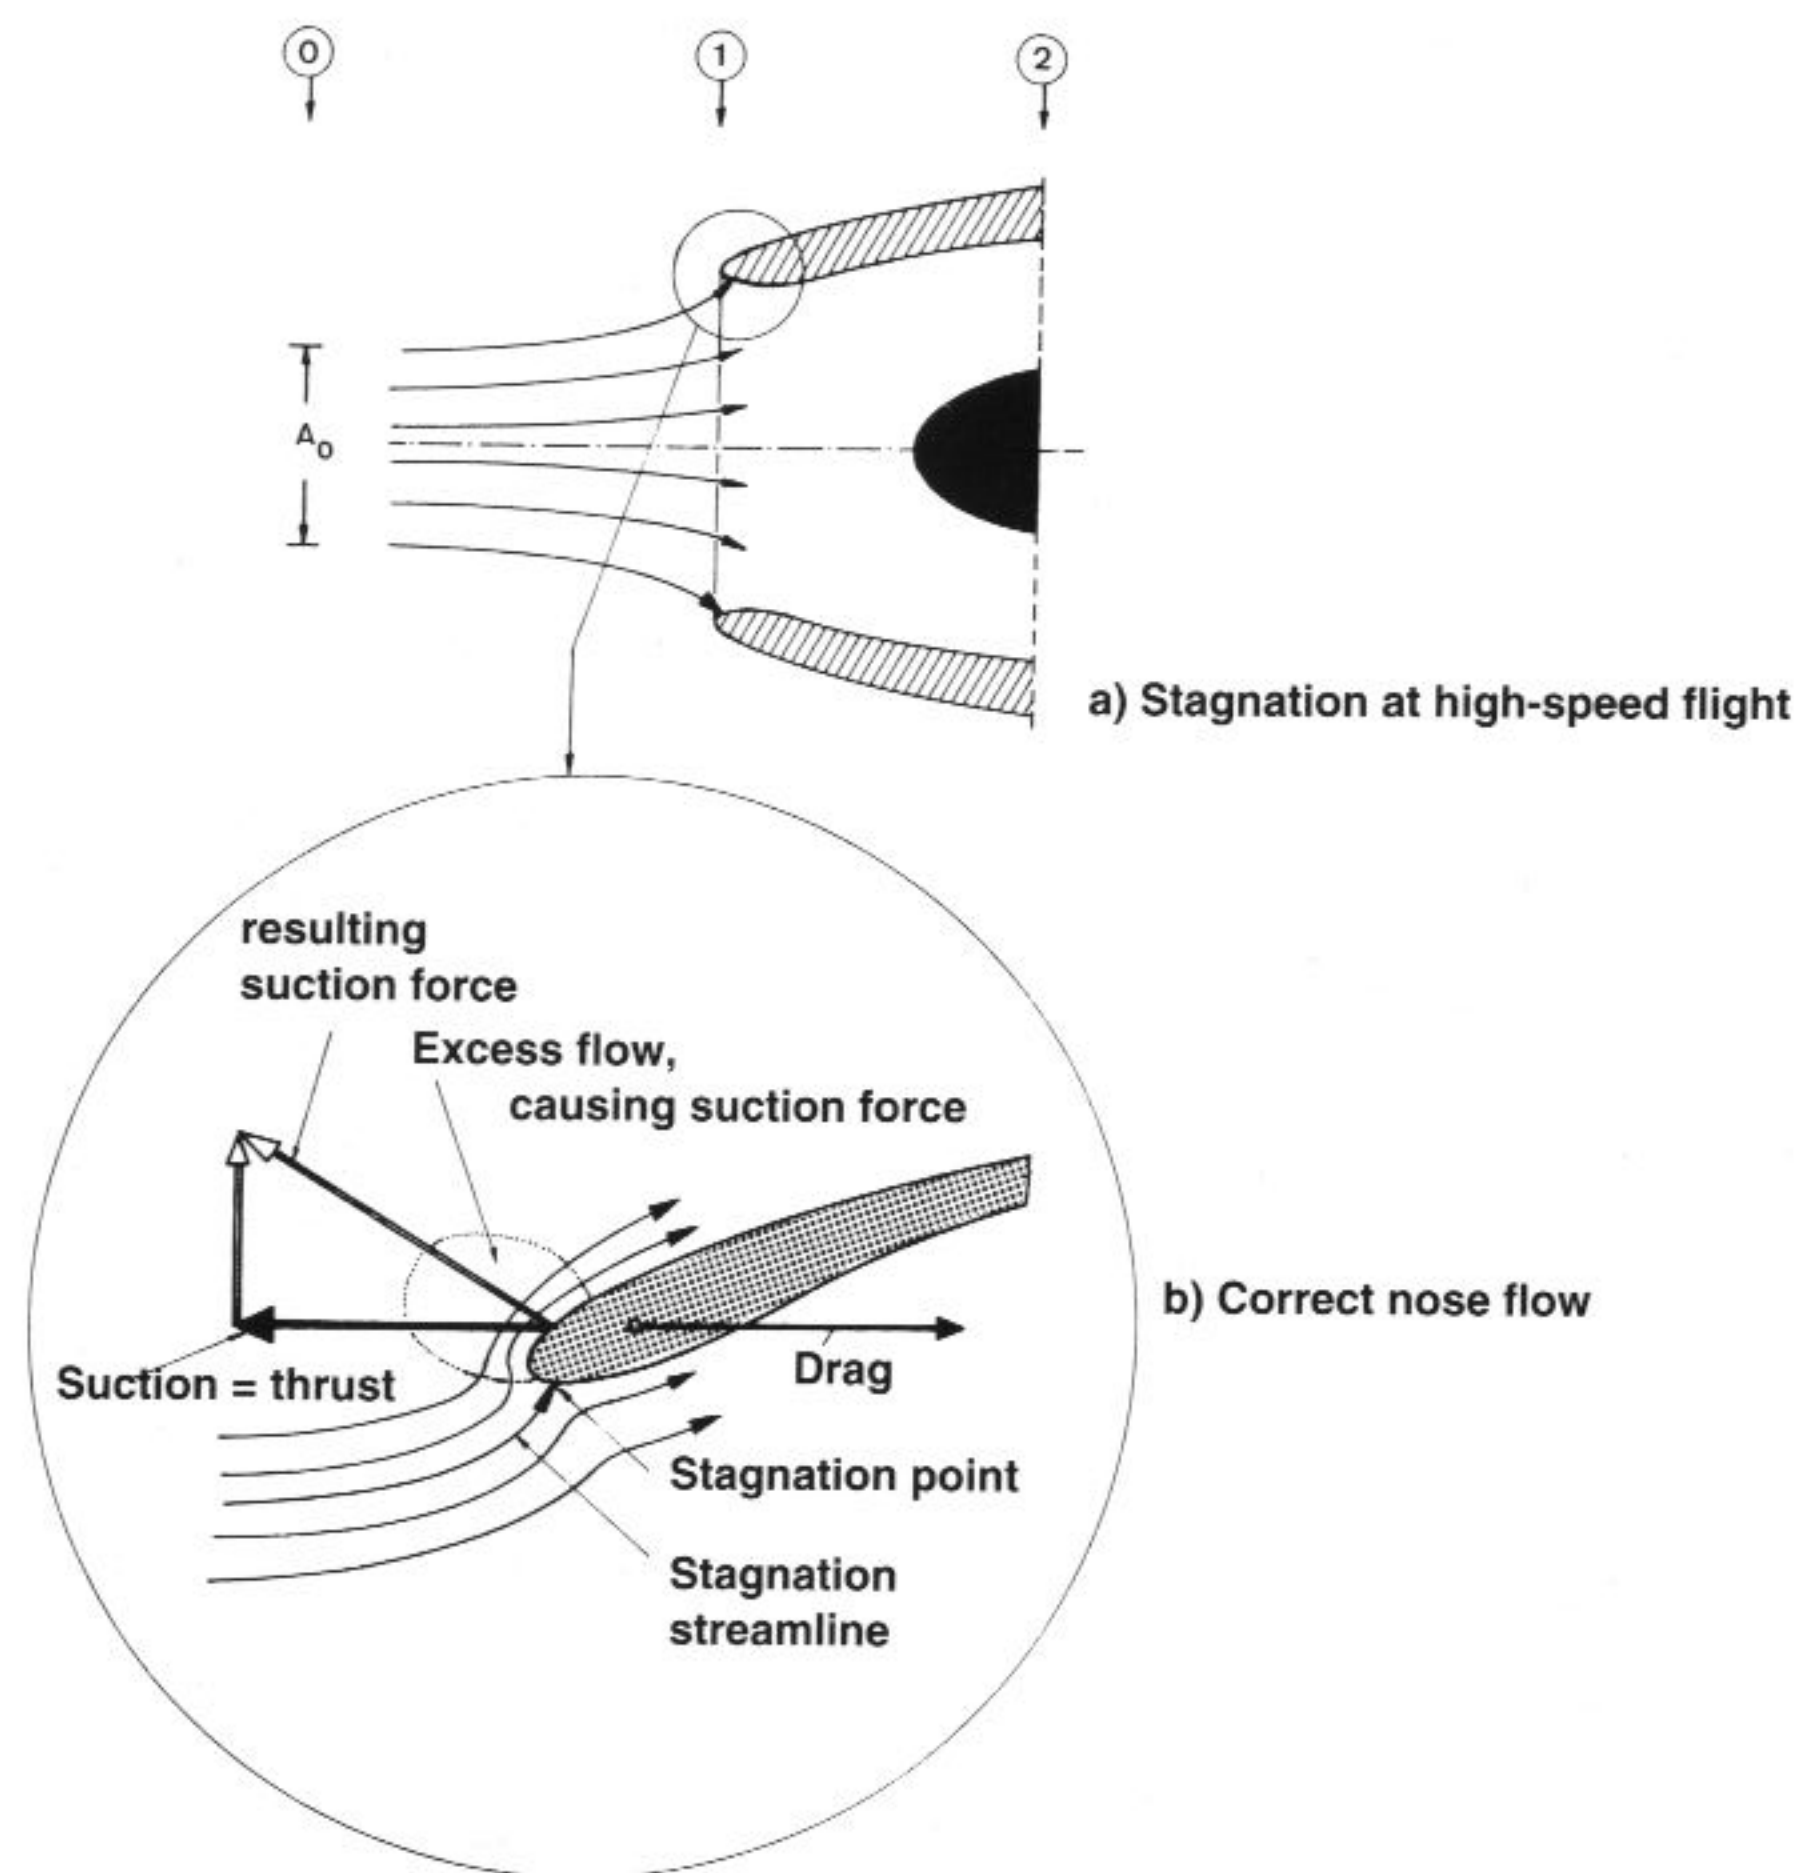 0
1
2
A0
a) Stagnation at high-speed flight
resulting
suction force
Excess flow,
causing suction force
b) Correct nose flow
Suction = thrust
Drag
Stagnation point
Stagnation
streamline